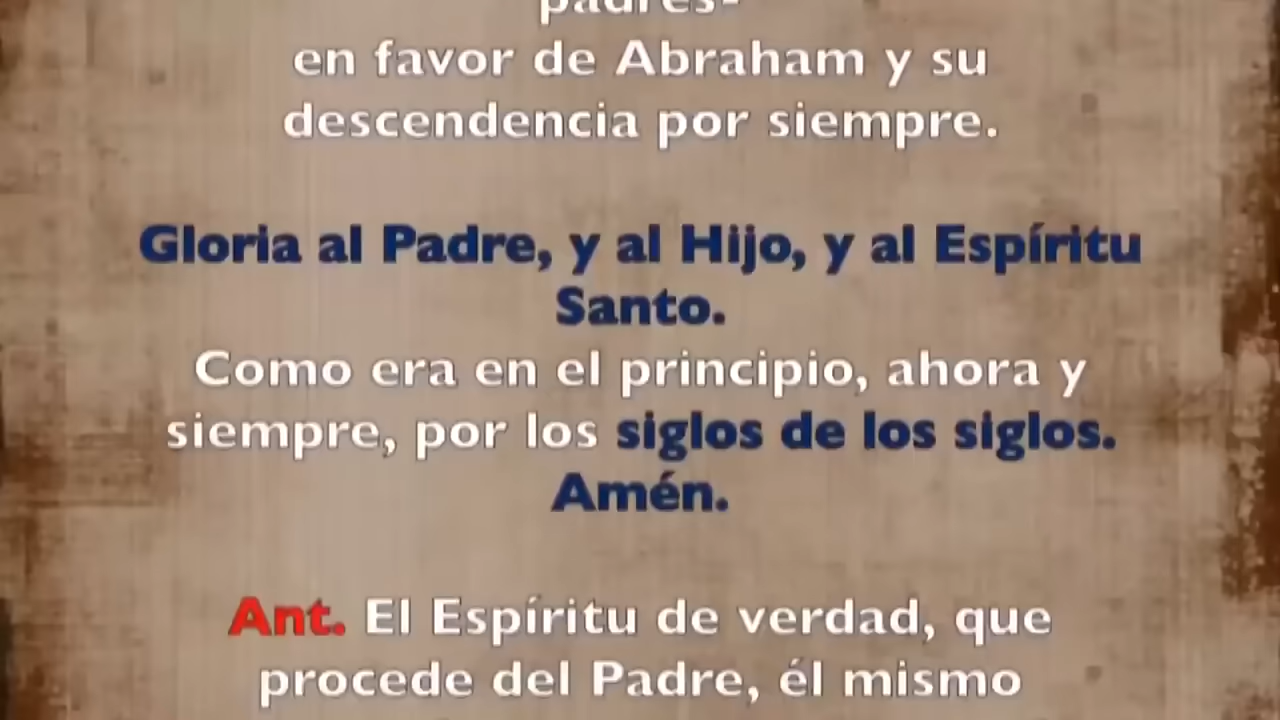 padres-
en favor de Abraham y su
descendencia por siempre.
Gloria al Padre, y al Hijo, y al Espíritu
Santo.
Como era en el principio, ahora y
siempre, por los siglos de los siglos.
Amén.
Ant. El Espíritu de verdad, que
procede del Padre, él mismo